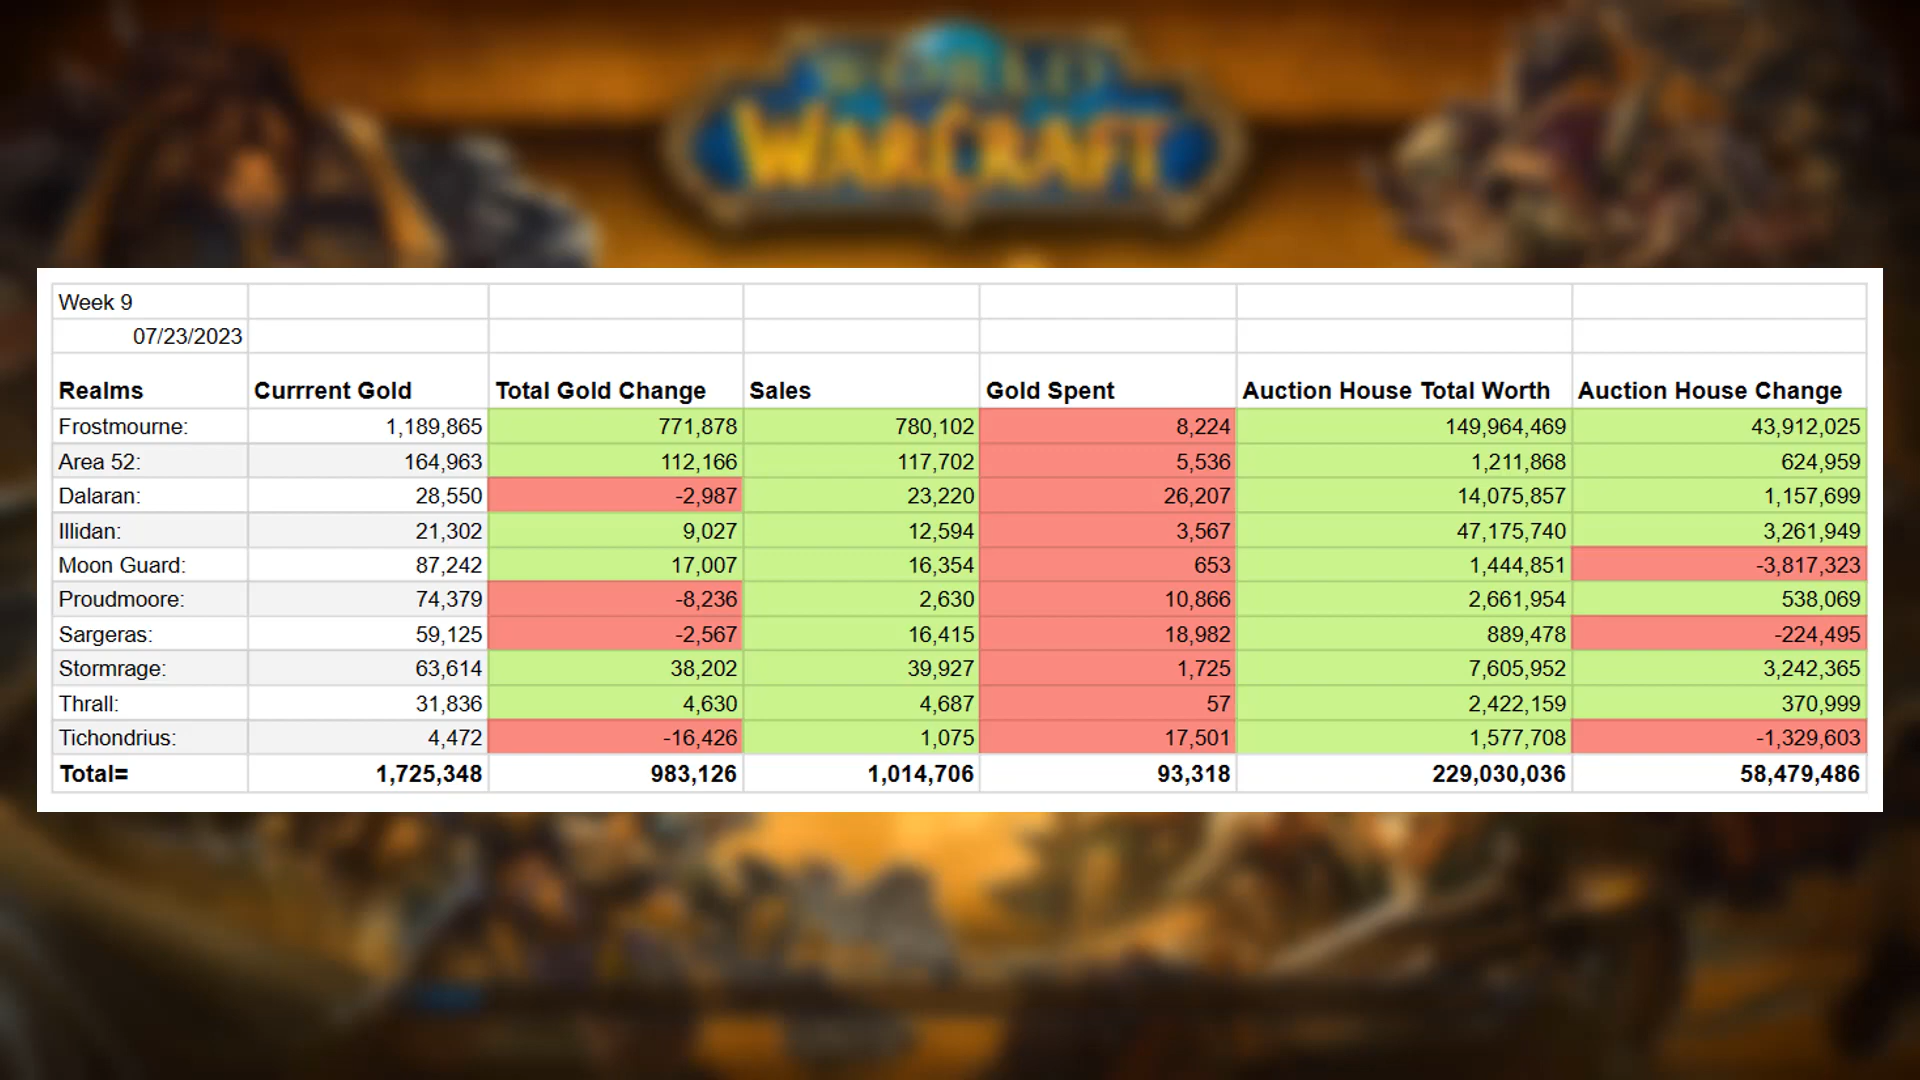 WORLD
WARCRAFT
Week 9
07/23/2023
Realms Currrent Gold Total Gold Change Sales Gold Spent Auction House Total Worth Auction House Change
Frostmourne: 1,189,865 771,878 780,102 8,224 149,964,469 43,912,025
Area 52: 164,963 112,166 117,702 5,536 1,211,868 624,959
Dalaran: 28,550 -2,987 23,220 26,207 14,075,857 1,157,699
Illidan: 21,302 9,027 12,594 3,567 47,175,740 3,261,949
Moon Guard: 87,242 17,007 16,354 653 1,444,851 -3,817,323
Proudmoore: 74,379 -8,236 2,630 10,866 2,661,954 538,069
Sargeras: 59,125 -2,567 16,415 18,982 889,478 -224,495
Stormrage: 63,614 38,202 39,927 1,725 7,605,952 3,242,365
Thrall: 31,836 4,630 4,687 57 2,422,159 370,999
Tichondrius: 4,472 -16,426 1,075 17,501 1,577,708 -1,329,603
Total= 1,725,348 983,126 1,014,706 93,318 229,030,036 58,479,486